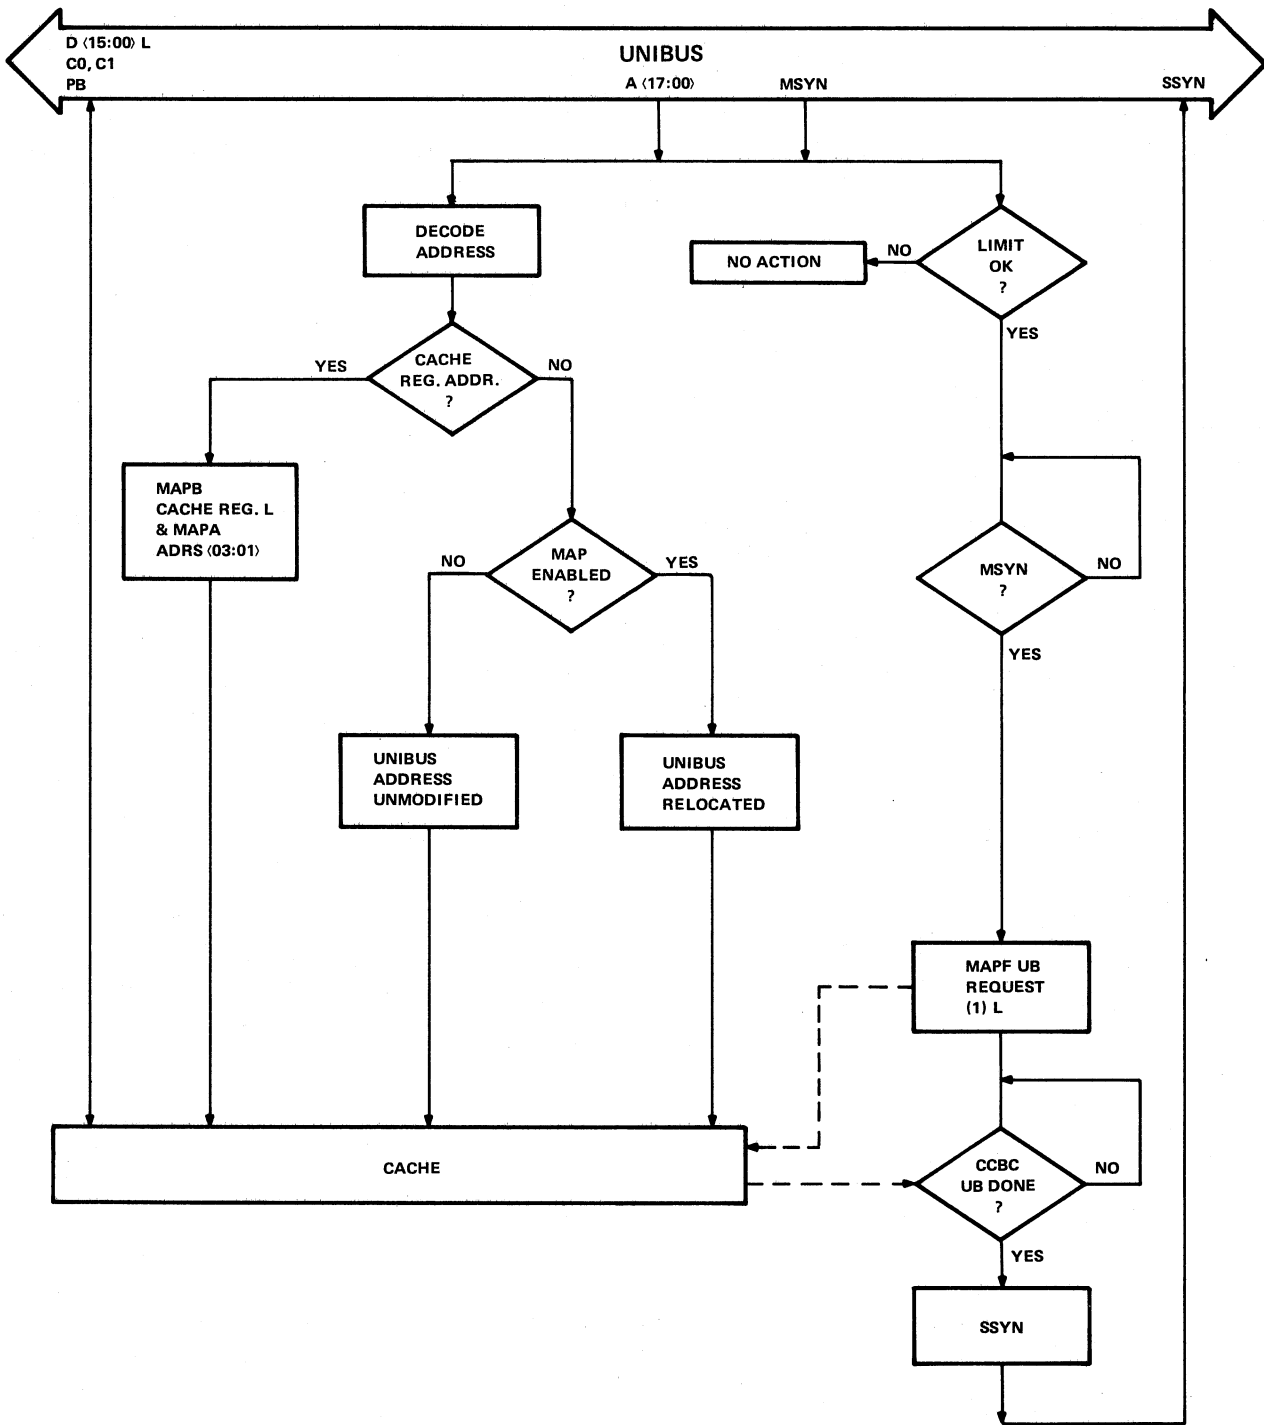 D ⟨15:00⟩ L
C0, C1
PB
UNIBUS
A ⟨17:00⟩
MSYN
SSYN
DECODE
ADDRESS
NO ACTION
NO
LIMIT
OK
?
YES
YES
CACHE
REG. ADDR.
?
NO
MAPB
CACHE REG. L
& MAPA
ADRS ⟨03:01⟩
NO
MAP
ENABLED
?
YES
MSYN
?
NO
YES
UNIBUS
ADDRESS
UNMODIFIED
UNIBUS
ADDRESS
RELOCATED
MAPF UB
REQUEST
(1) L
CACHE
CCBC
UB DONE
?
NO
YES
SSYN